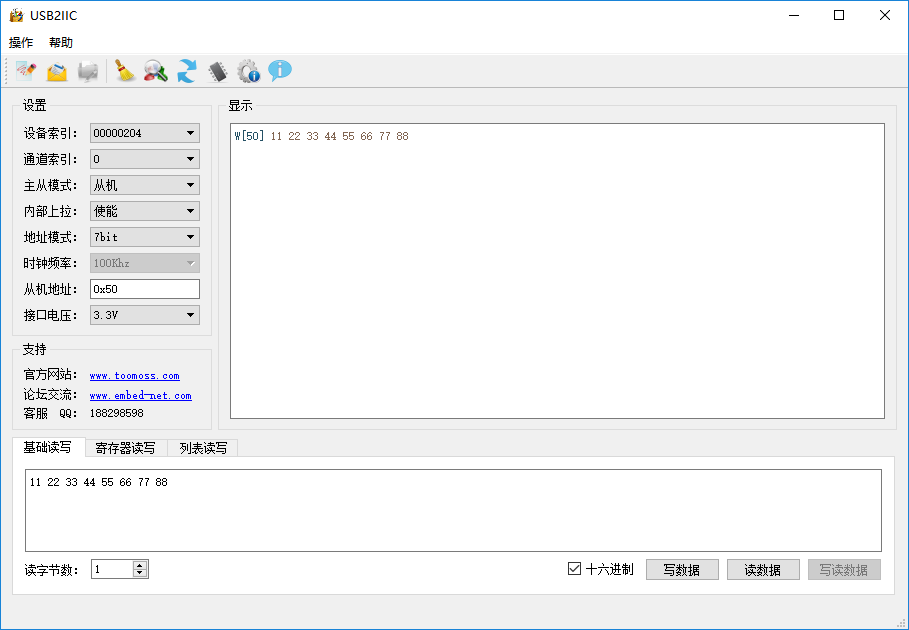 USB2IIC
操作 帮助
设置
设备索引: 00000204
通道索引: 0
主从模式: 从机
内部上拉: 使能
地址模式: 7bit
时钟频率: 100Khz
从机地址: 0x50
接口电压: 3.3V
支持
官方网站: www.toomoss.com
论坛交流: www.embed-net.com
客服 QQ: 188298598
显示
W[50] 11 22 33 44 55 66 77 88
基础读写 寄存器读写 列表读写
11 22 33 44 55 66 77 88
读字节数: 1 十六进制 写数据 读数据 写读数据